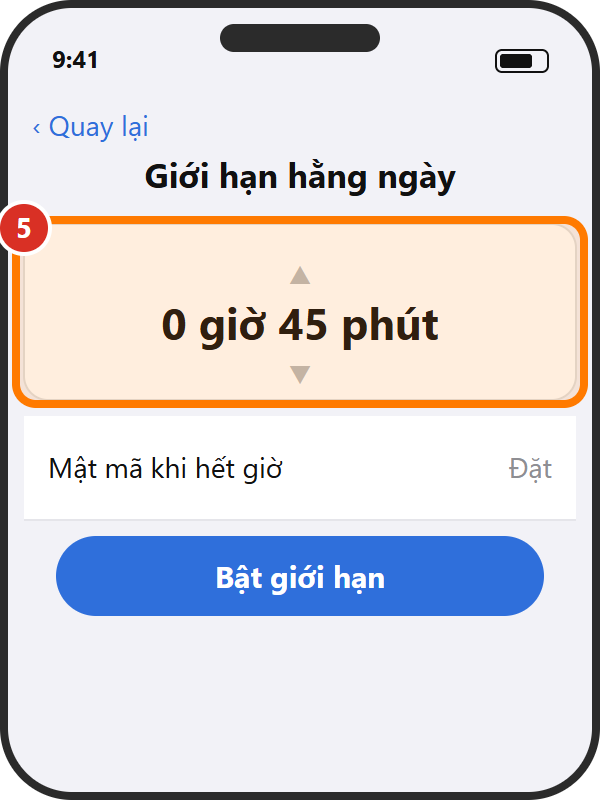 9:41
‹ Quay lại
Giới hạn hằng ngày
5
0 giờ 45 phút
Mật mã khi hết giờ Đặt
Bật giới hạn